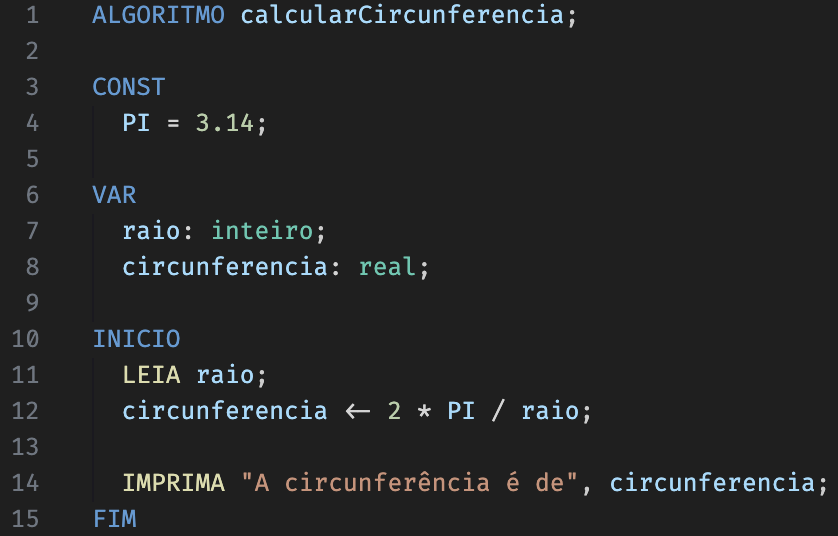 1 ALGORITMO calcularCircunferencia;
2
3 CONST
4 PI = 3.14;
5
6 VAR
7 raio: inteiro;
8 circunferencia: real;
9
10 INICIO
11 LEIA raio;
12 circunferencia <- 2 * PI / raio;
13
14 IMPRIMA "A circunferência é de", circunferencia;
15 FIM